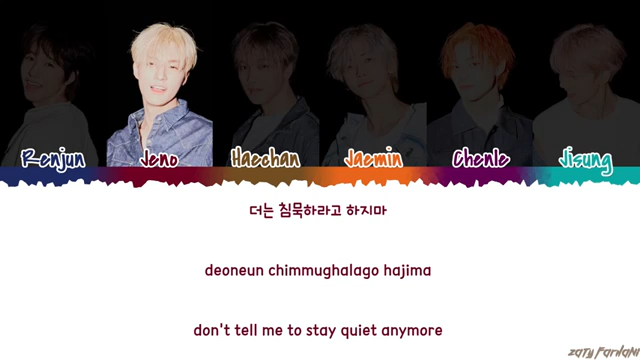 Renjun Jeno Haechan Jaemin Chenle Jisung
더는 침묵하라고 하지마
deoneun chimmughalago hajima
don't tell me to stay quiet anymore
zaty farhani